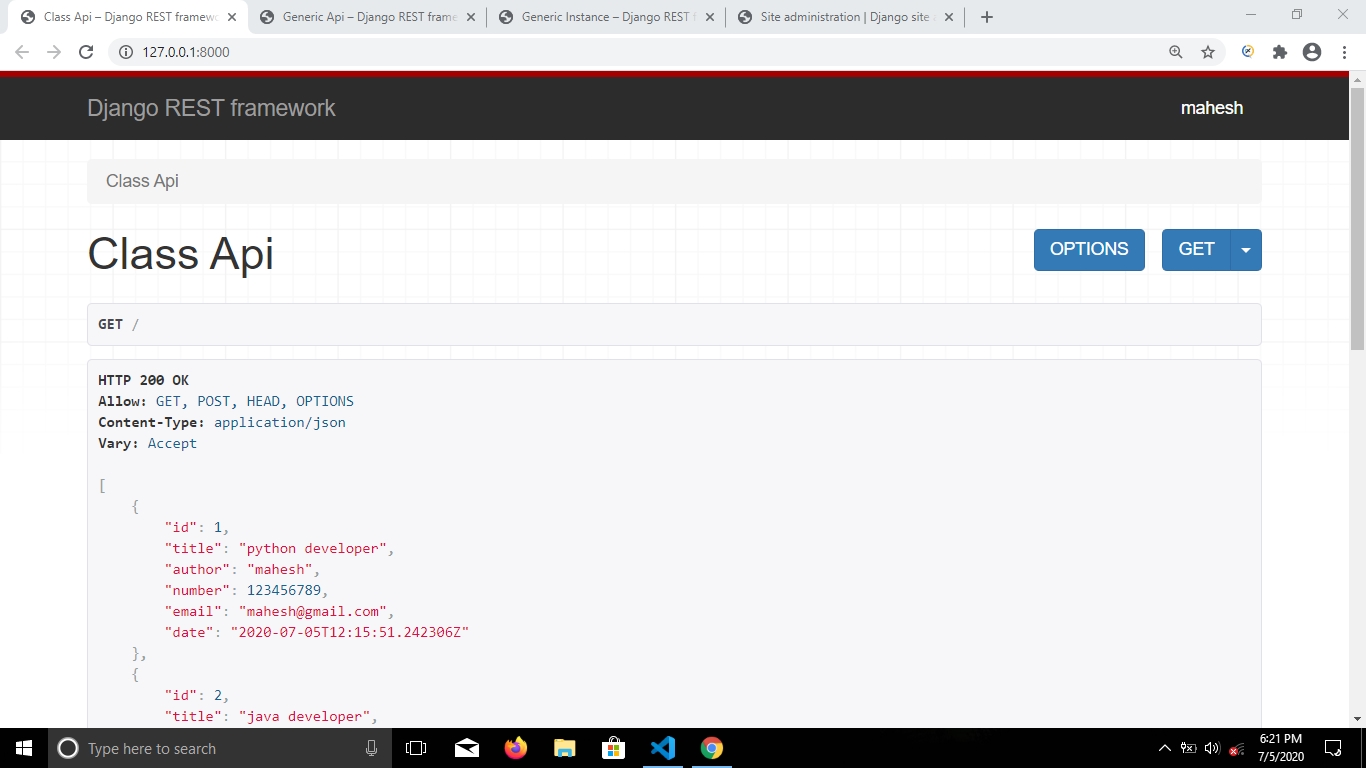 Class Api – Django REST framewo
Generic Api – Django REST frame
Generic Instance – Django REST f
Site administration | Django site a
127.0.0.1:8000
Django REST framework
mahesh
Class Api
Class Api
OPTIONS
GET
GET /
HTTP 200 OK
Allow: GET, POST, HEAD, OPTIONS
Content-Type: application/json
Vary: Accept
[
    {
        "id": 1,
        "title": "python developer",
        "author": "mahesh",
        "number": 123456789,
        "email": "mahesh@gmail.com",
        "date": "2020-07-05T12:15:51.242306Z"
    },
    {
        "id": 2,
        "title": "java developer",
Type here to search
6:21 PM
7/5/2020